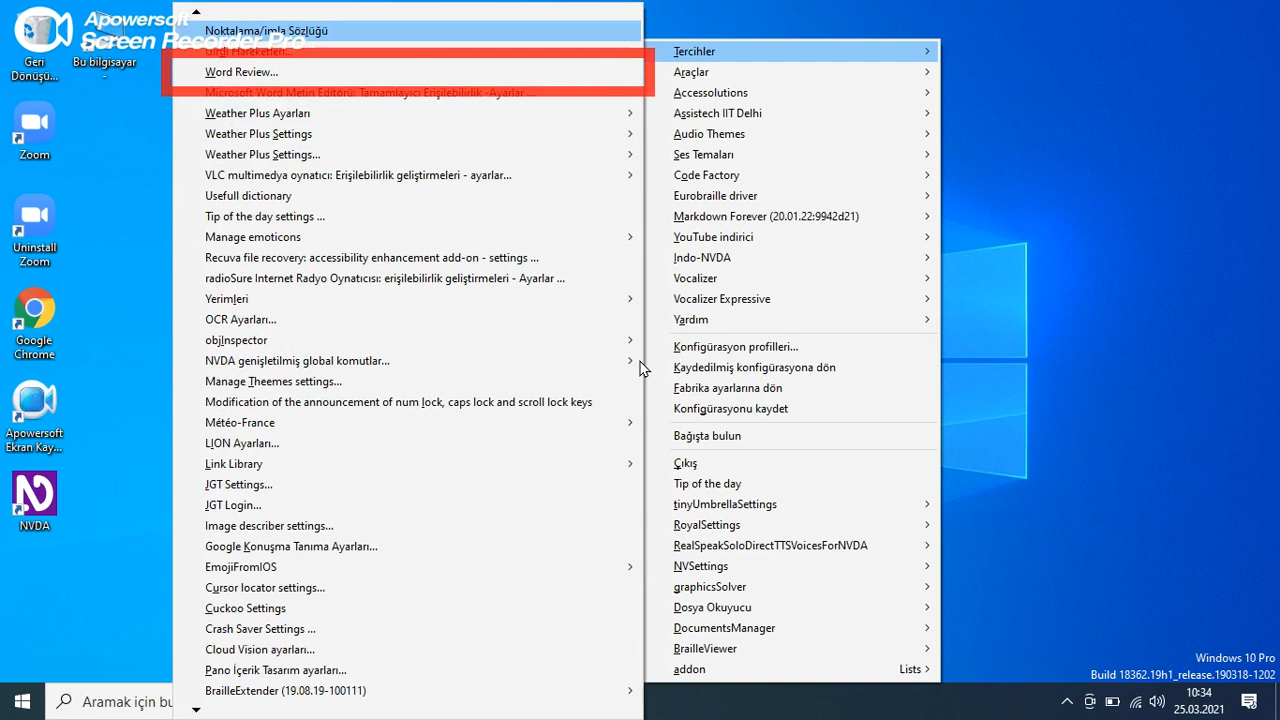 Apowersoft
Screen Recorder Pro
Geri
Dönüşü...
Bu bilgisayar
-
Zoom
Uninstall
Zoom
Google
Chrome
Apowersoft
Ekran Kay...
NVDA
Noktalama/imla Sözlüğü
Girdi Hareketleri...
Word Review...
Microsoft Word Metin Editörü: Tamamlayıcı Erişilebilirlik -Ayarlar ...
Weather Plus Ayarları
Weather Plus Settings
Weather Plus Settings...
VLC multimedya oynatıcı: Erişilebilirlik geliştirmeleri - ayarlar...
Usefull dictionary
Tip of the day settings ...
Manage emoticons
Recuva file recovery: accessibility enhancement add-on - settings ...
radioSure Internet Radyo Oynatıcısı: erişilebilirlik geliştirmeleri - Ayarlar ...
Yerimleri
OCR Ayarları...
objInspector
NVDA genişletilmiş global komutlar...
Manage Theemes settings...
Modification of the announcement of num lock, caps lock and scroll lock keys
Météo-France
LION Ayarları...
Link Library
JGT Settings...
JGT Login...
Image describer settings...
Google Konuşma Tanıma Ayarları...
EmojiFromIOS
Cursor locator settings...
Cuckoo Settings
Crash Saver Settings ...
Cloud Vision ayarları...
Pano İçerik Tasarım ayarları...
BrailleExtender (19.08.19-100111)
Tercihler
Araçlar
Accessolutions
Assistech IIT Delhi
Audio Themes
Ses Temaları
Code Factory
Eurobraille driver
Markdown Forever (20.01.22:9942d21)
YouTube indirici
Indo-NVDA
Vocalizer
Vocalizer Expressive
Yardım
Konfigürasyon profilleri...
Kaydedilmiş konfigürasyona dön
Fabrika ayarlarına dön
Konfigürasyonu kaydet
Bağışta bulun
Çıkış
Tip of the day
tinyUmbrellaSettings
RoyalSettings
RealSpeakSoloDirectTTSVoicesForNVDA
NVSettings
graphicsSolver
Dosya Okuyucu
DocumentsManager
BrailleViewer
addon Lists
Windows 10 Pro
Build 18362.19h1_release.190318-1202
Aramak için bu
10:34
25.03.2021